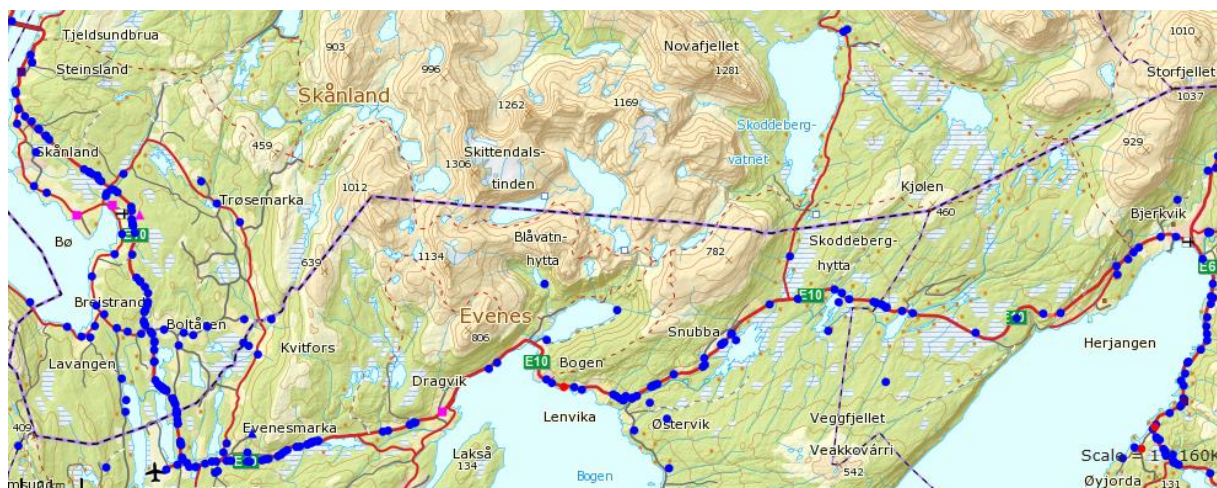 Tjeldsundbrua
903
Novafjellet
1010
Steinsland
996
1281
Storfjellet
Skånland
1262
1169
1037
Skoddeberg-
vatnet
Skånland
459
1306
Skittendals-
tinden
929
Trøsemarka
1012
Kjølen
460
Bjerkvik
Bø
E10
639
1134
Blåvatn-
hytta
782
Skoddeberg-
hytta
E6
Breistrand
Boltåsen
Evenes
E10
Snubba
Lavangen
Kvitfors
806
E10
Bogen
Herjangen
Dragvik
Lenvika
409
Evenesmarka
Østervik
Veggfjellet
Lakså
134
Veakkovárri
542
Bogen
131
Øyjorda